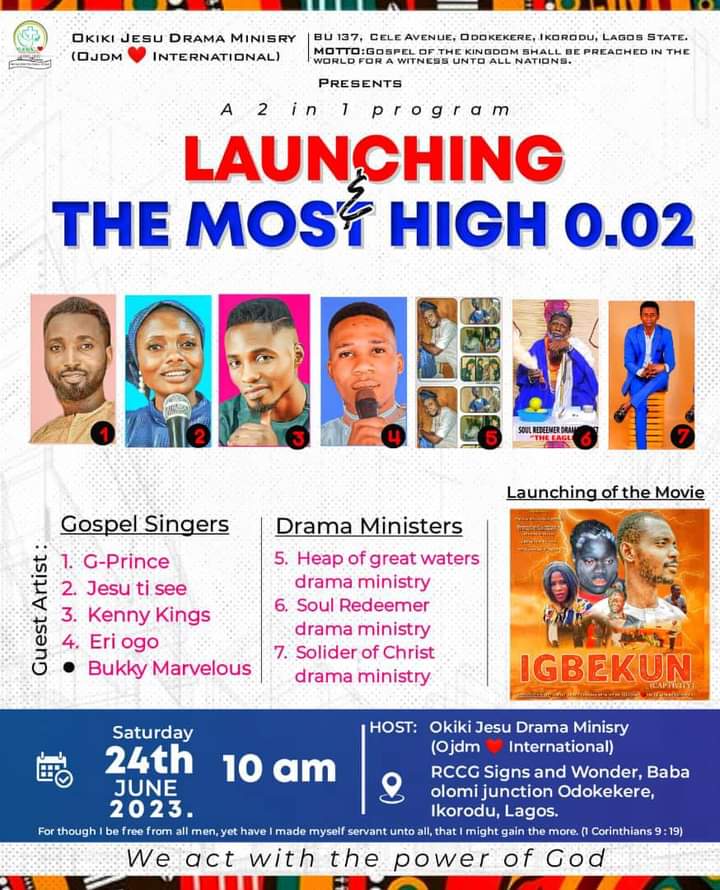 OKIKI JESU DRAMA MINISRY
(OJDM ❤ INTERNATIONAL)
BU 137, CELE AVENUE, ODOKEKERE, IKORODU, LAGOS STATE.
MOTTO:GOSPEL OF THE KINGDOM SHALL BE PREACHED IN THE
WORLD FOR A WITNESS UNTO ALL NATIONS.
PRESENTS
A 2 in 1 program
LAUNCHING
&
THE MOST HIGH 0.02
1
2
3
4
5
SOUL REDEEMER
"THE
6
7
Guest Artist :
Gospel Singers
1. G-Prince
2. Jesu ti see
3. Kenny Kings
4. Eri ogo
● Bukky Marvelous
Drama Ministers
5. Heap of great waters
drama ministry
6. Soul Redeemer
drama ministry
7. Solider of Christ
drama ministry
Launching of the Movie
IGBEKUN
(CAPTIVITY)
Saturday
24th
JUNE
2023.
10 am
HOST: Okiki Jesu Drama Minisry
(Ojdm ❤ International)
RCCG Signs and Wonder, Baba
olomi junction Odokekere,
Ikorodu, Lagos.
For though I be free from all men, yet have I made myself servant unto all, that I might gain the more. (1 Corinthians 9 : 19)
We act with the power of God